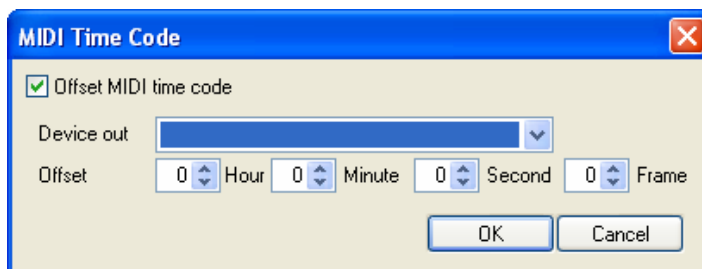 MIDI Time Code
Offset MIDI time code
Device out
Offset 0 Hour 0 Minute 0 Second 0 Frame
OK Cancel